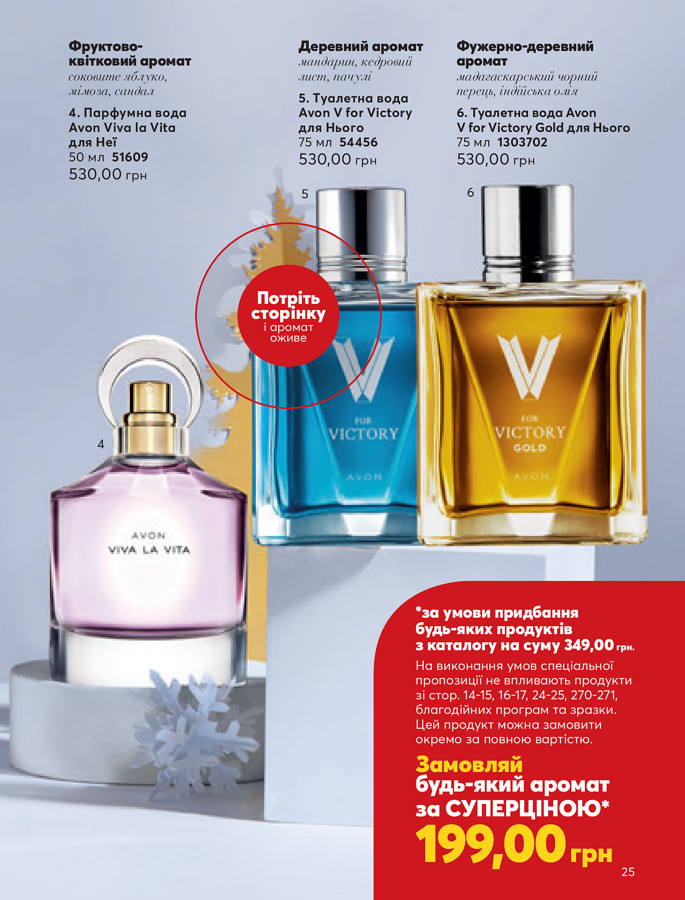 Фруктово-
квітковий аромат
соковите яблуко,
мімоза, сандал
4. Парфумна вода
Avon Viva la Vita
для Неї
50 мл 51609
530,00 грн
Деревний аромат
мандарин, кедровий
лист, пачулі
5. Туалетна вода
Avon V for Victory
для Нього
75 мл 54456
530,00 грн
Фужерно-деревний
аромат
мадагаскарський чорний
перець, індійська олія
6. Туалетна вода Avon
V for Victory Gold для Нього
75 мл 1303702
530,00 грн
5
6
Потріть
сторінку
і аромат
оживе
4
AVON
VIVA LA VITA
V
FOR
VICTORY
AVON
V
FOR
VICTORY
GOLD
AVON
*за умови придбання
будь-яких продуктів
з каталогу на суму 349,00 грн.
На виконання умов спеціальної
пропозиції не впливають продукти
зі стор. 14-15, 16-17, 24-25, 270-271,
благодійних програм та зразки.
Цей продукт можна замовити
окремо за повною вартістю.
Замовляй
будь-який аромат
за СУПЕРЦІНОЮ*
199,00 грн
25